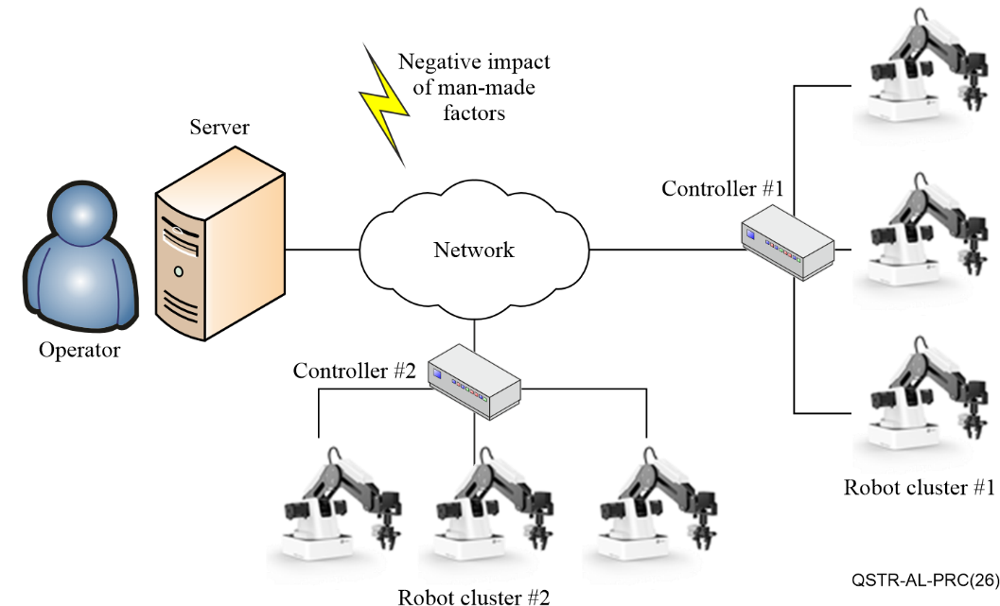 Negative impact
of man-made
factors
Server
Controller #1
Network
Operator
Controller #2
Robot cluster #1
Robot cluster #2
QSTR-AL-PRC(26)